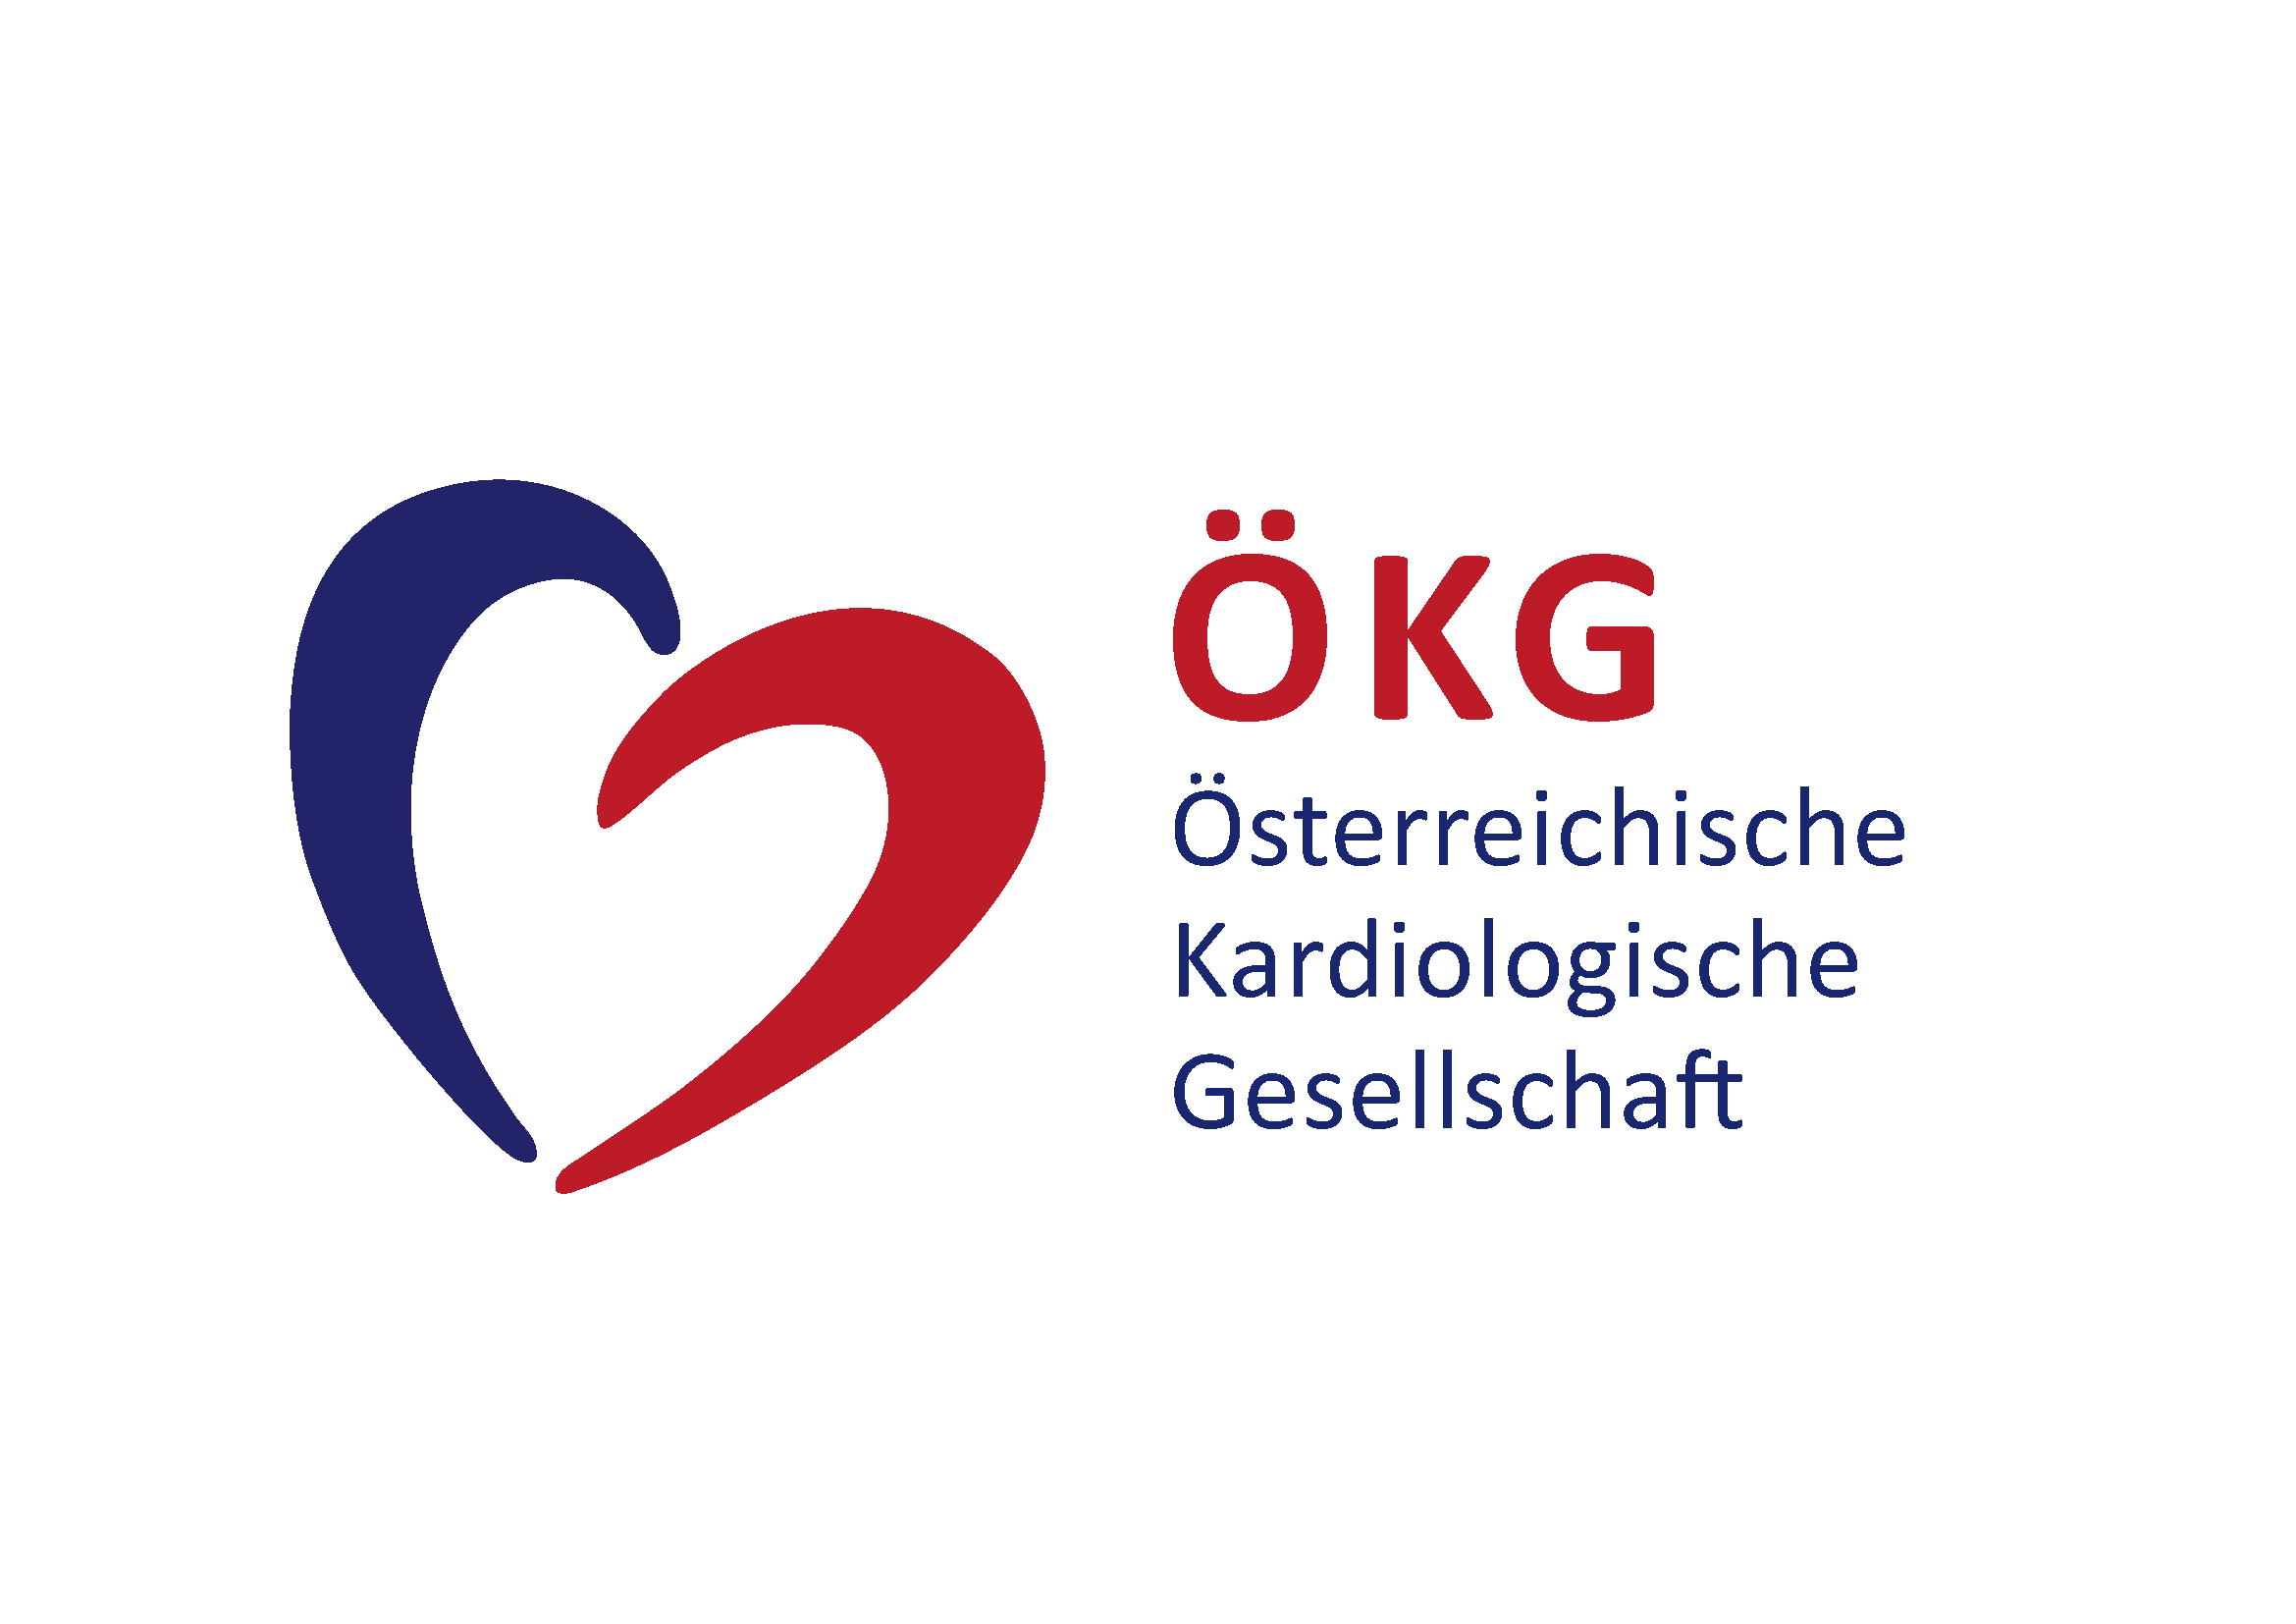 ÖKG
Österreichische
Kardiologische
Gesellschaft